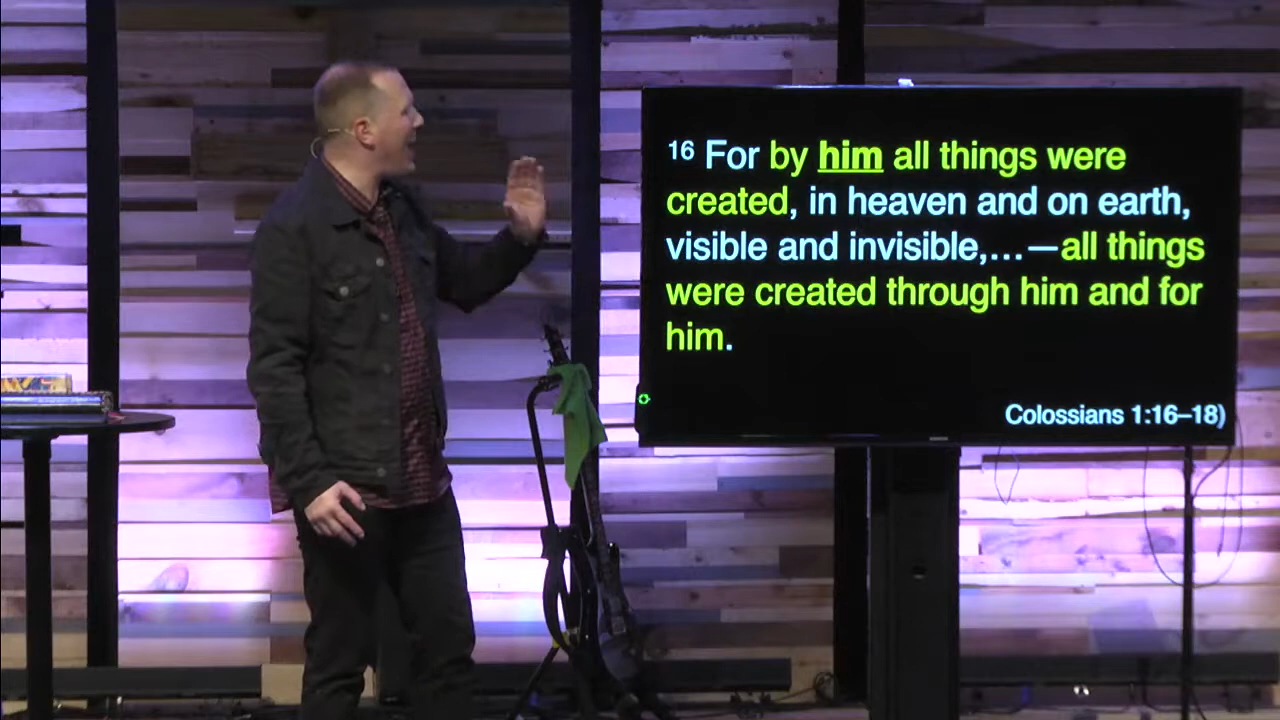 16 For by him all things were
created, in heaven and on earth,
visible and invisible,…—all things
were created through him and for
him.
Colossians 1:16–18)